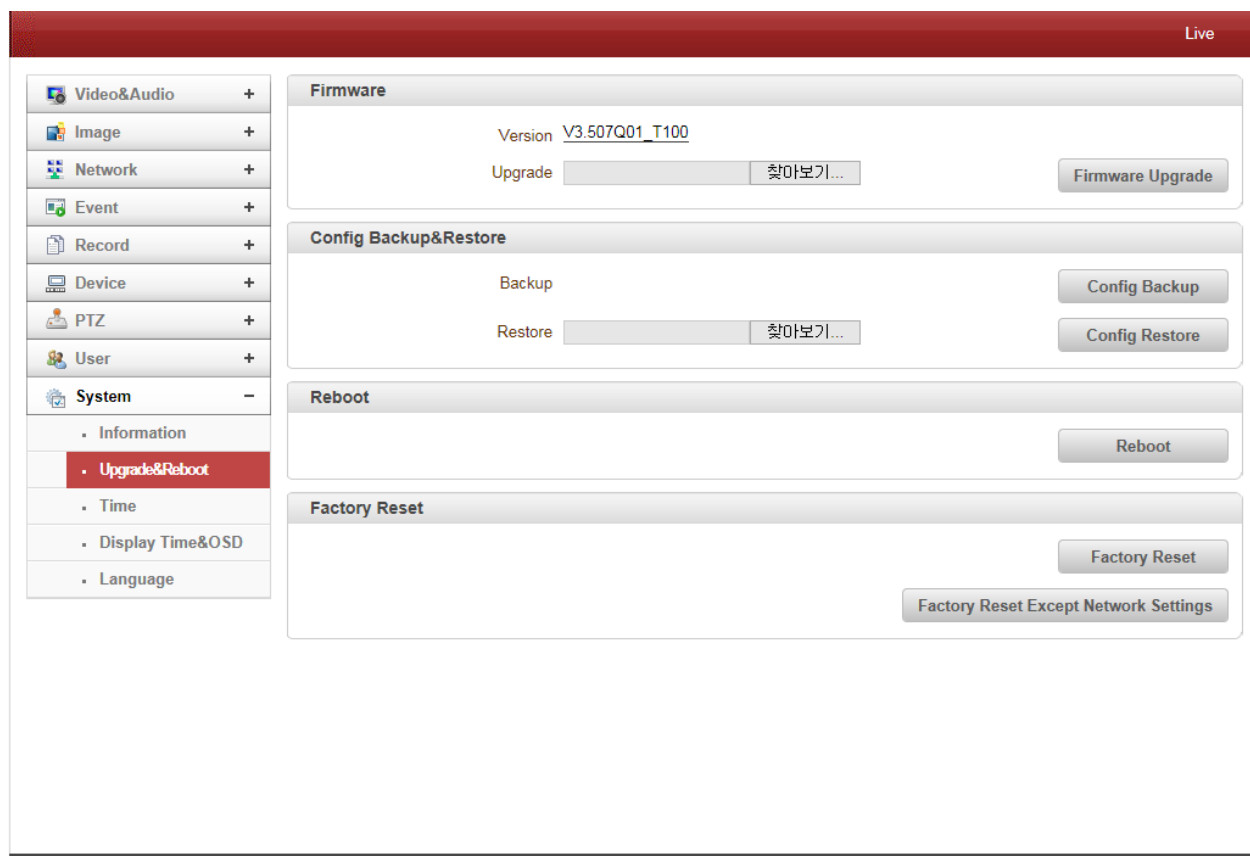 Live
Video&Audio +
Image +
Network +
Event +
Record +
Device +
PTZ +
User +
System −
Information
Upgrade&Reboot
Time
Display Time&OSD
Language
Firmware
Version V3.507Q01_T100
Upgrade 찾아보기... Firmware Upgrade
Config Backup&Restore
Backup Config Backup
Restore 찾아보기... Config Restore
Reboot
Reboot
Factory Reset
Factory Reset
Factory Reset Except Network Settings